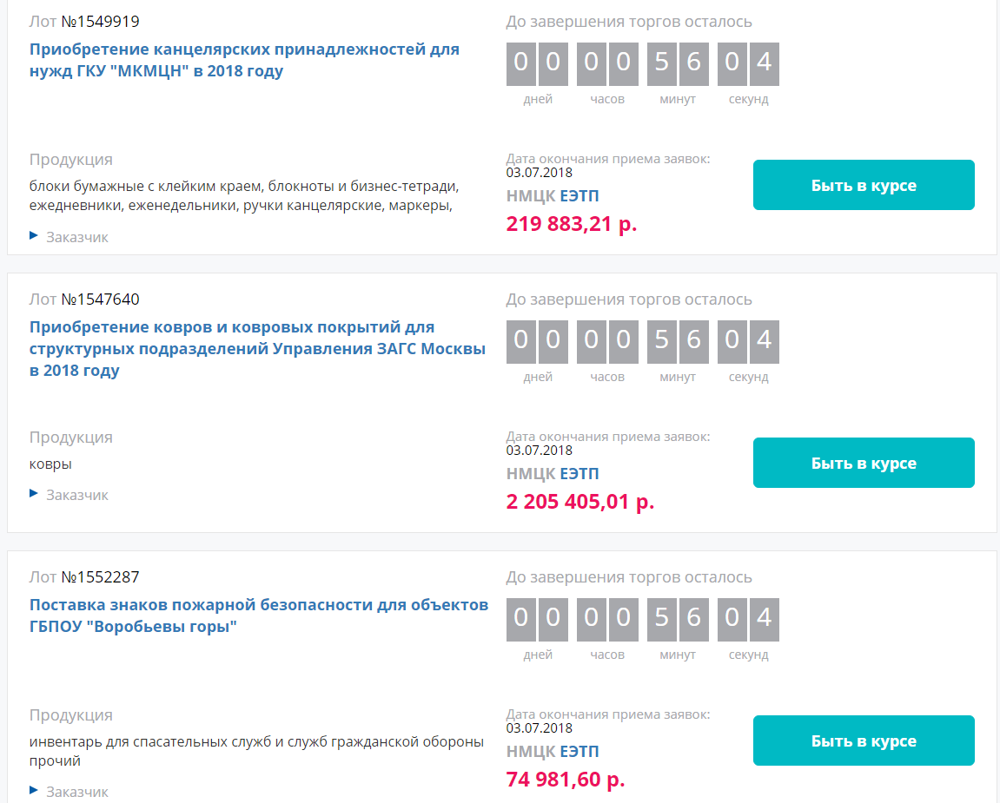 Лот №1549919
Приобретение канцелярских принадлежностей для
нужд ГКУ "МКМЦН" в 2018 году
До завершения торгов осталось
0 0 0 0 5 6 0 4
дней часов минут секунд
Продукция
блоки бумажные с клейким краем, блокноты и бизнес-тетради,
ежедневники, еженедельники, ручки канцелярские, маркеры,
Заказчик
Дата окончания приема заявок:
03.07.2018
НМЦК ЕЭТП
219 883,21 р.
Быть в курсе
Лот №1547640
Приобретение ковров и ковровых покрытий для
структурных подразделений Управления ЗАГС Москвы
в 2018 году
До завершения торгов осталось
0 0 0 0 5 6 0 4
дней часов минут секунд
Продукция
ковры
Заказчик
Дата окончания приема заявок:
03.07.2018
НМЦК ЕЭТП
2 205 405,01 р.
Быть в курсе
Лот №1552287
Поставка знаков пожарной безопасности для объектов
ГБПОУ "Воробьевы горы"
До завершения торгов осталось
0 0 0 0 5 6 0 4
дней часов минут секунд
Продукция
инвентарь для спасательных служб и служб гражданской обороны
прочий
Заказчик
Дата окончания приема заявок:
03.07.2018
НМЦК ЕЭТП
74 981,60 р.
Быть в курсе